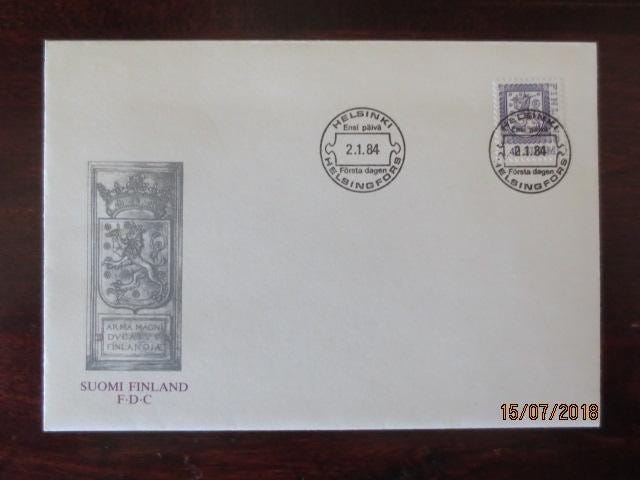 HELSINKI
Ensi päivä
2.1.84
Första dagen
HELSINGFORS
HELSINKI
Ensi päivä
2.1.84
Första dagen
HELSINGFORS
ARMA MAGNI
DVCATVS
FINLANDIÆ
SUOMI FINLAND
F·D·C
15/07/2018